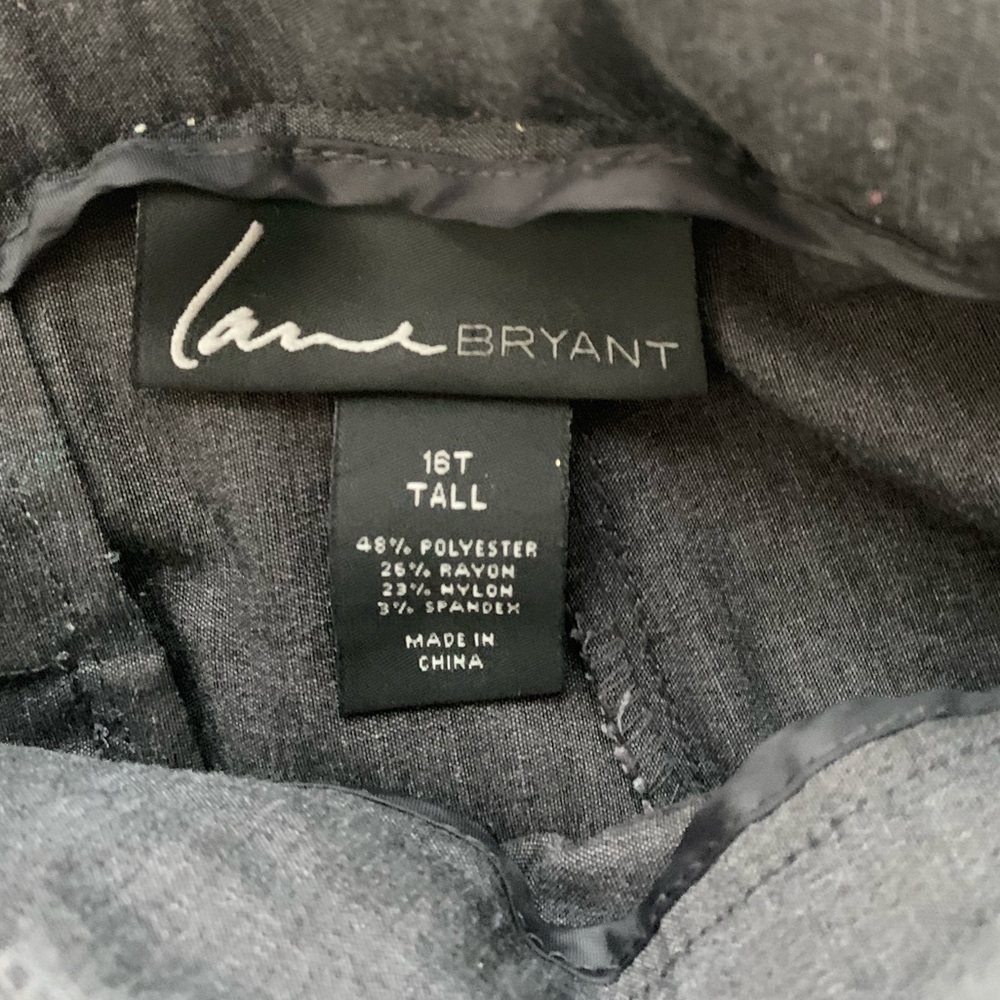 lane BRYANT
16T
TALL
48% POLYESTER
26% RAYON
23% NYLON
3% SPANDEX
MADE IN
CHINA